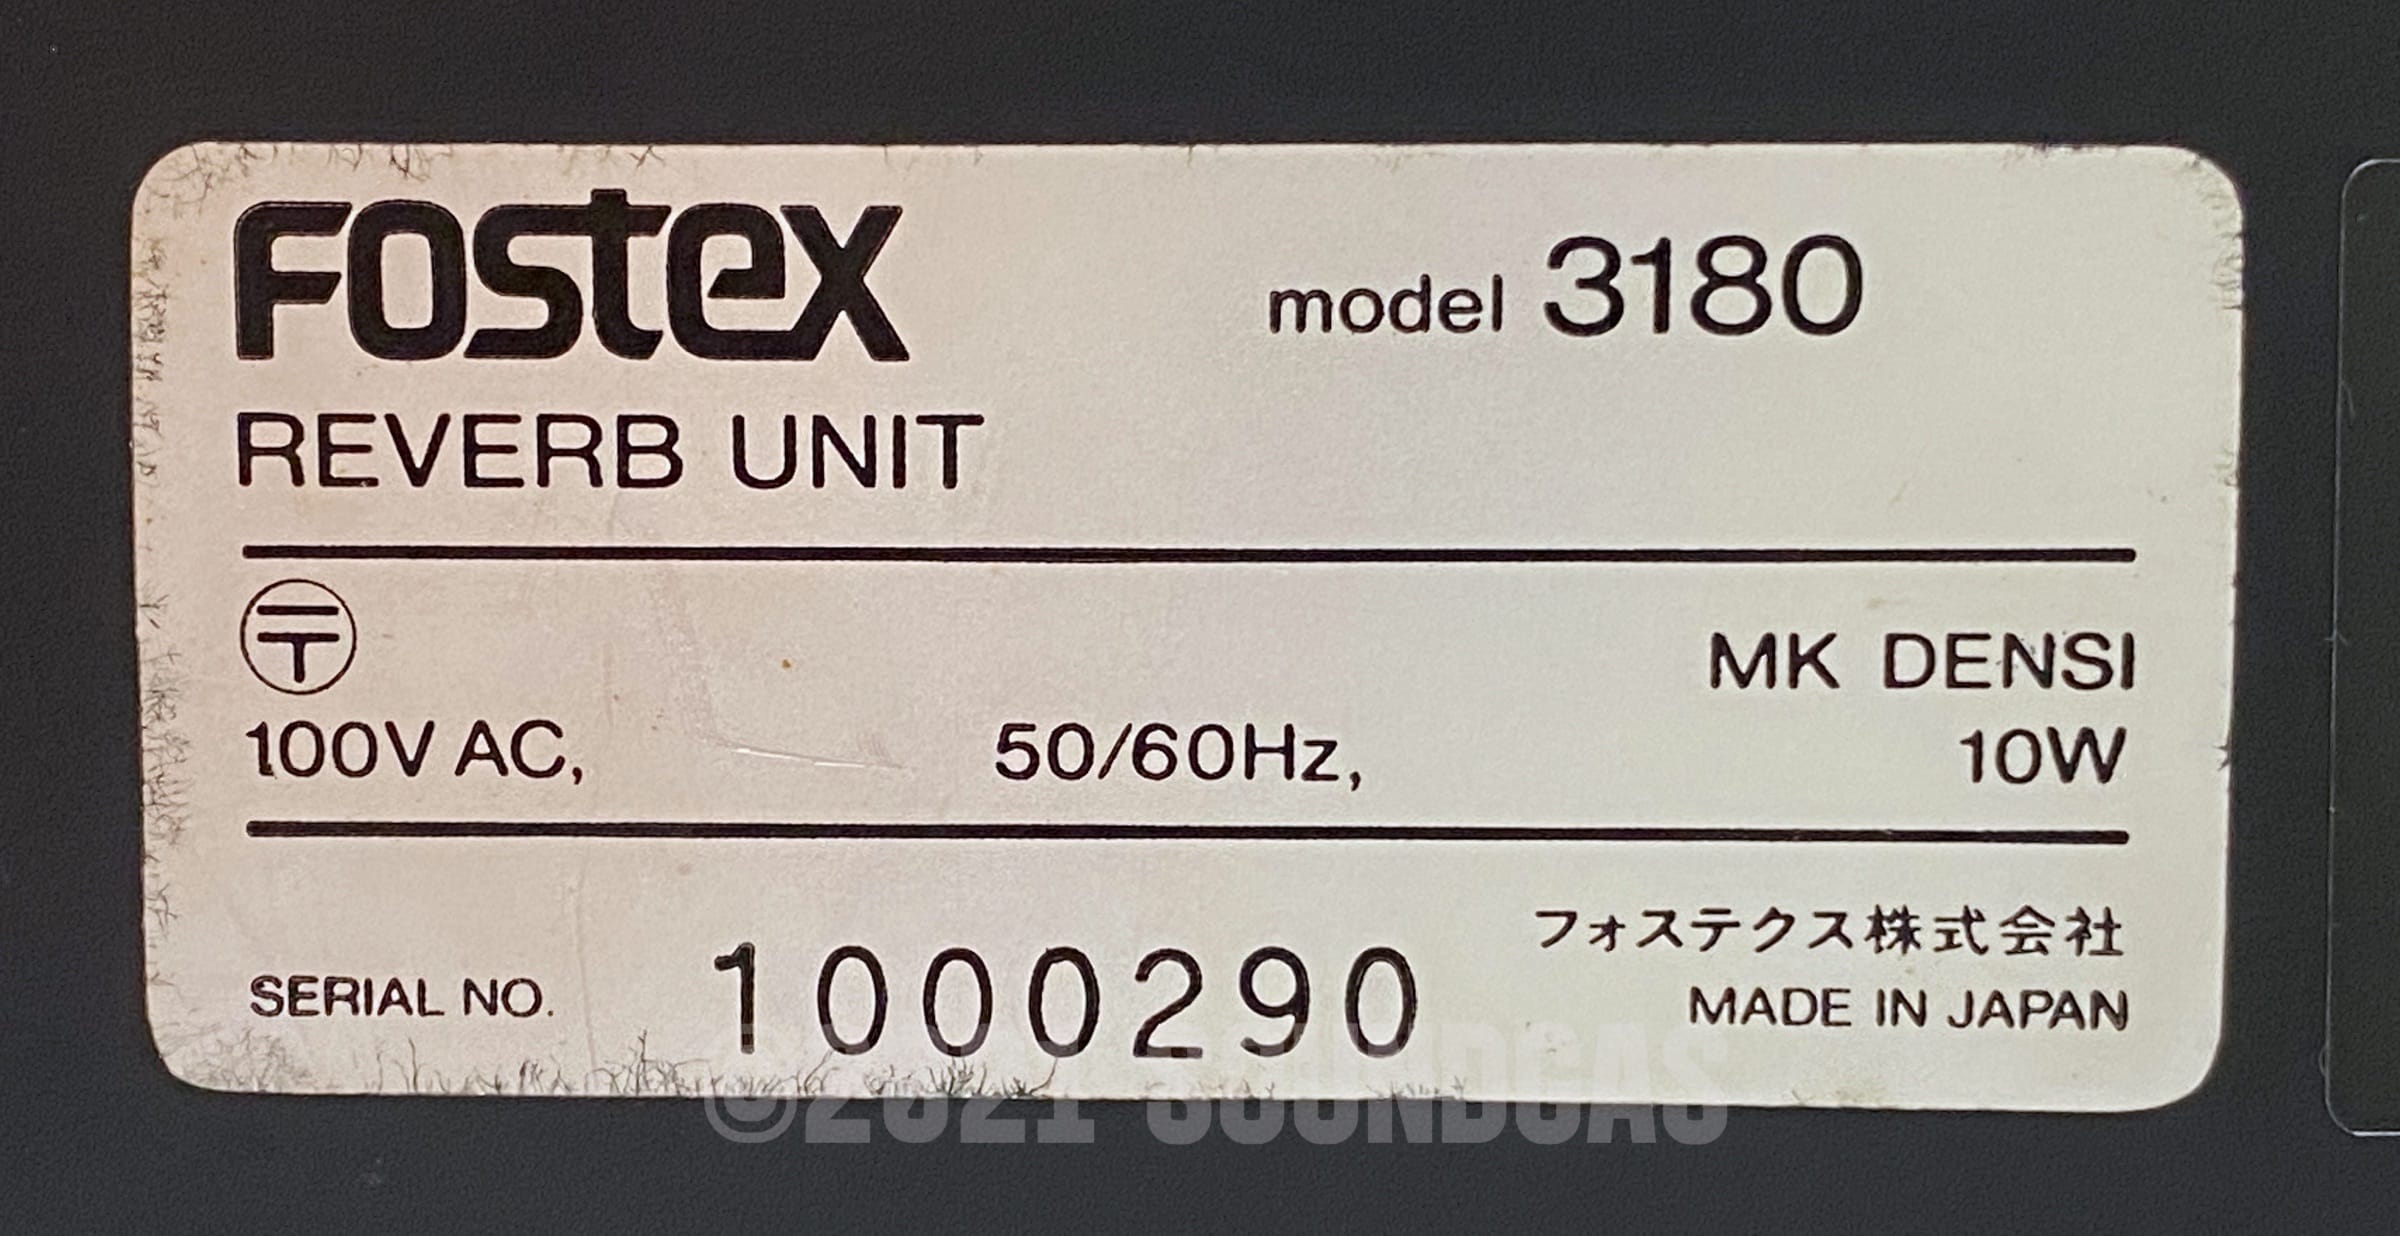 Fostex
model 3180
REVERB UNIT
〒
MK DENSI
100V AC, 50/60Hz, 10W
フォステクス株式会社
SERIAL NO. 1000290
MADE IN JAPAN
©2021 SOUNDGAS